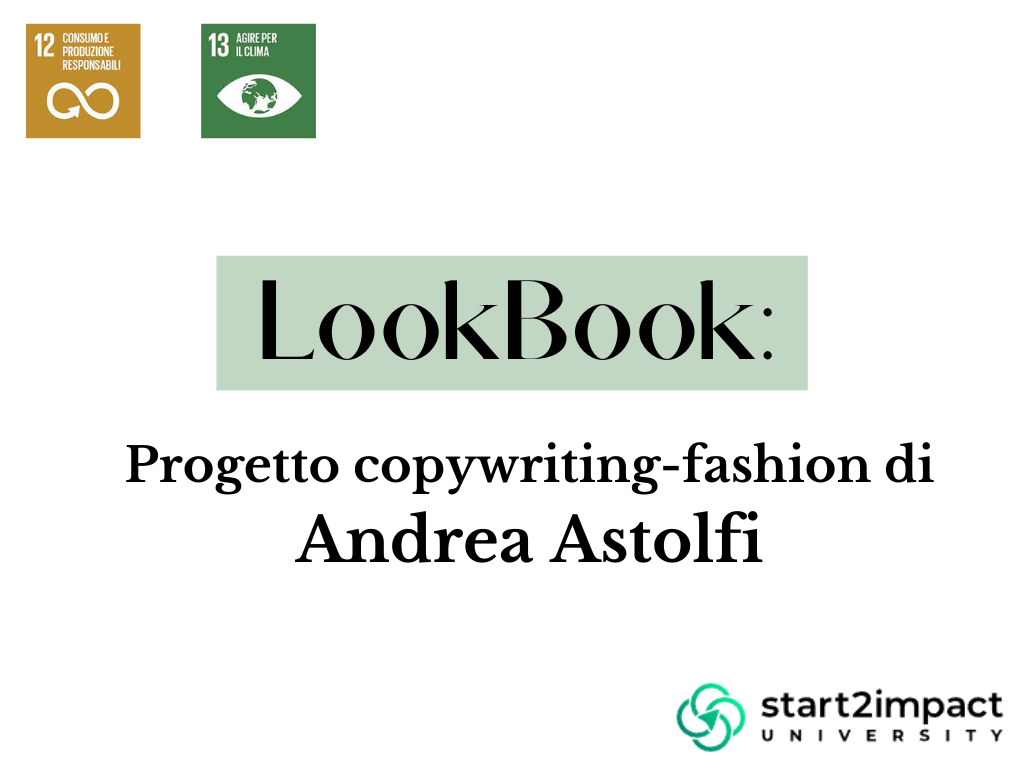 12 CONSUMO E
PRODUZIONE
RESPONSABILI
13 AGIRE PER
IL CLIMA
LookBook:
Progetto copywriting-fashion di
Andrea Astolfi
start2impact
UNIVERSITY